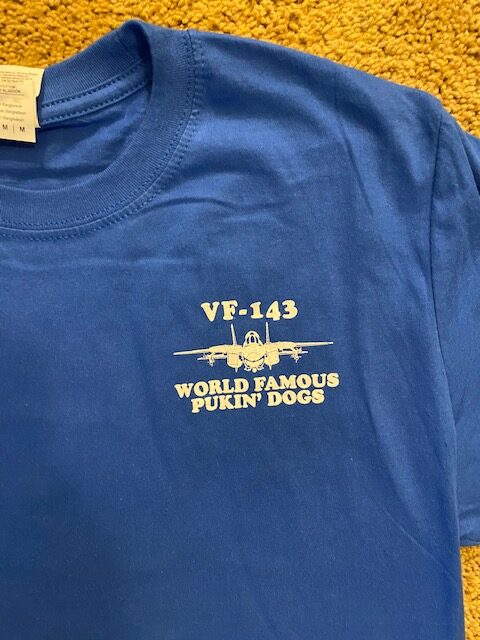 M | M
VF-143
WORLD FAMOUS
PUKIN' DOGS